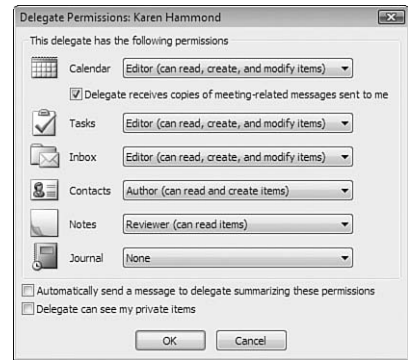 Delegate Permissions: Karen Hammond
This delegate has the following permissions
Calendar Editor (can read, create, and modify items)
Delegate receives copies of meeting-related messages sent to me
Tasks Editor (can read, create, and modify items)
Inbox Editor (can read, create, and modify items)
Contacts Author (can read and create items)
Notes Reviewer (can read items)
Journal None
Automatically send a message to delegate summarizing these permissions
Delegate can see my private items
OK Cancel